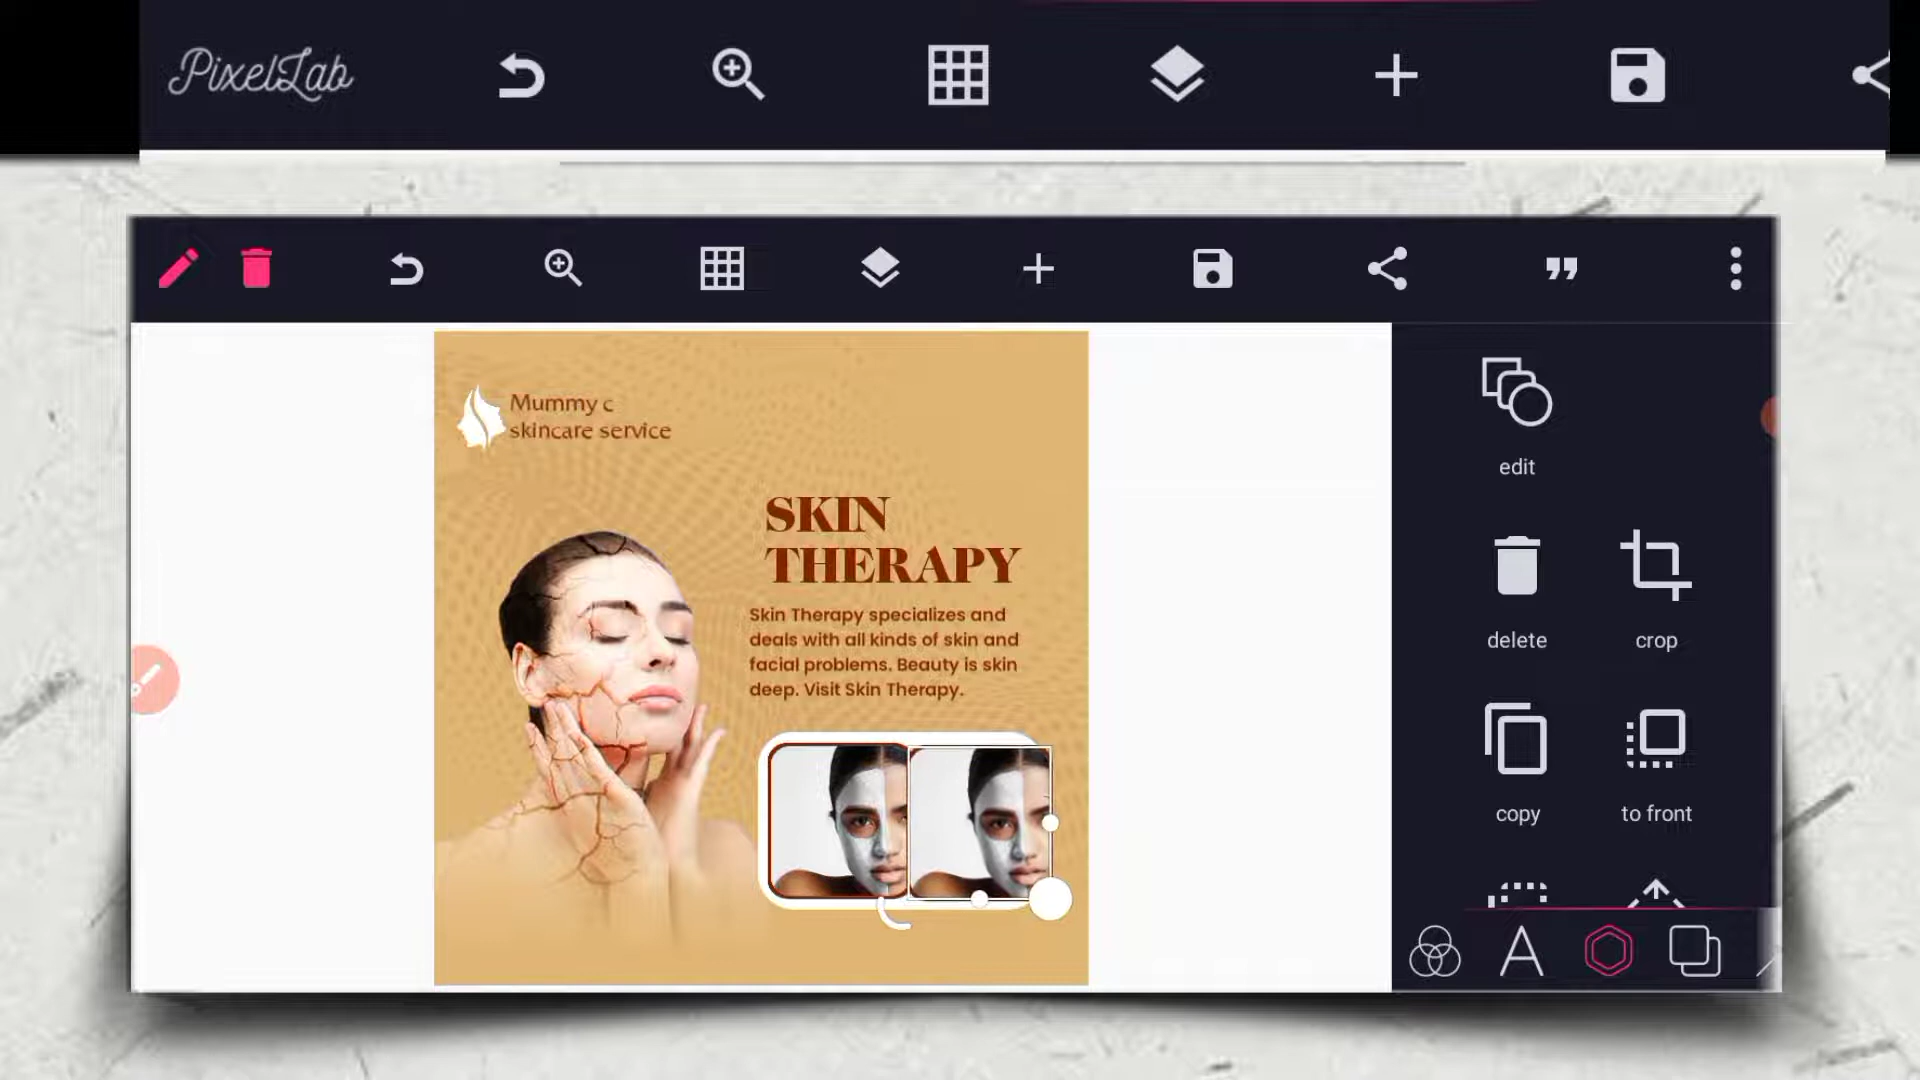 PixelLab
Mummy c
skincare service
SKIN
THERAPY
Skin Therapy specializes and
deals with all kinds of skin and
facial problems. Beauty is skin
deep. Visit Skin Therapy.
edit
delete
crop
copy
to front